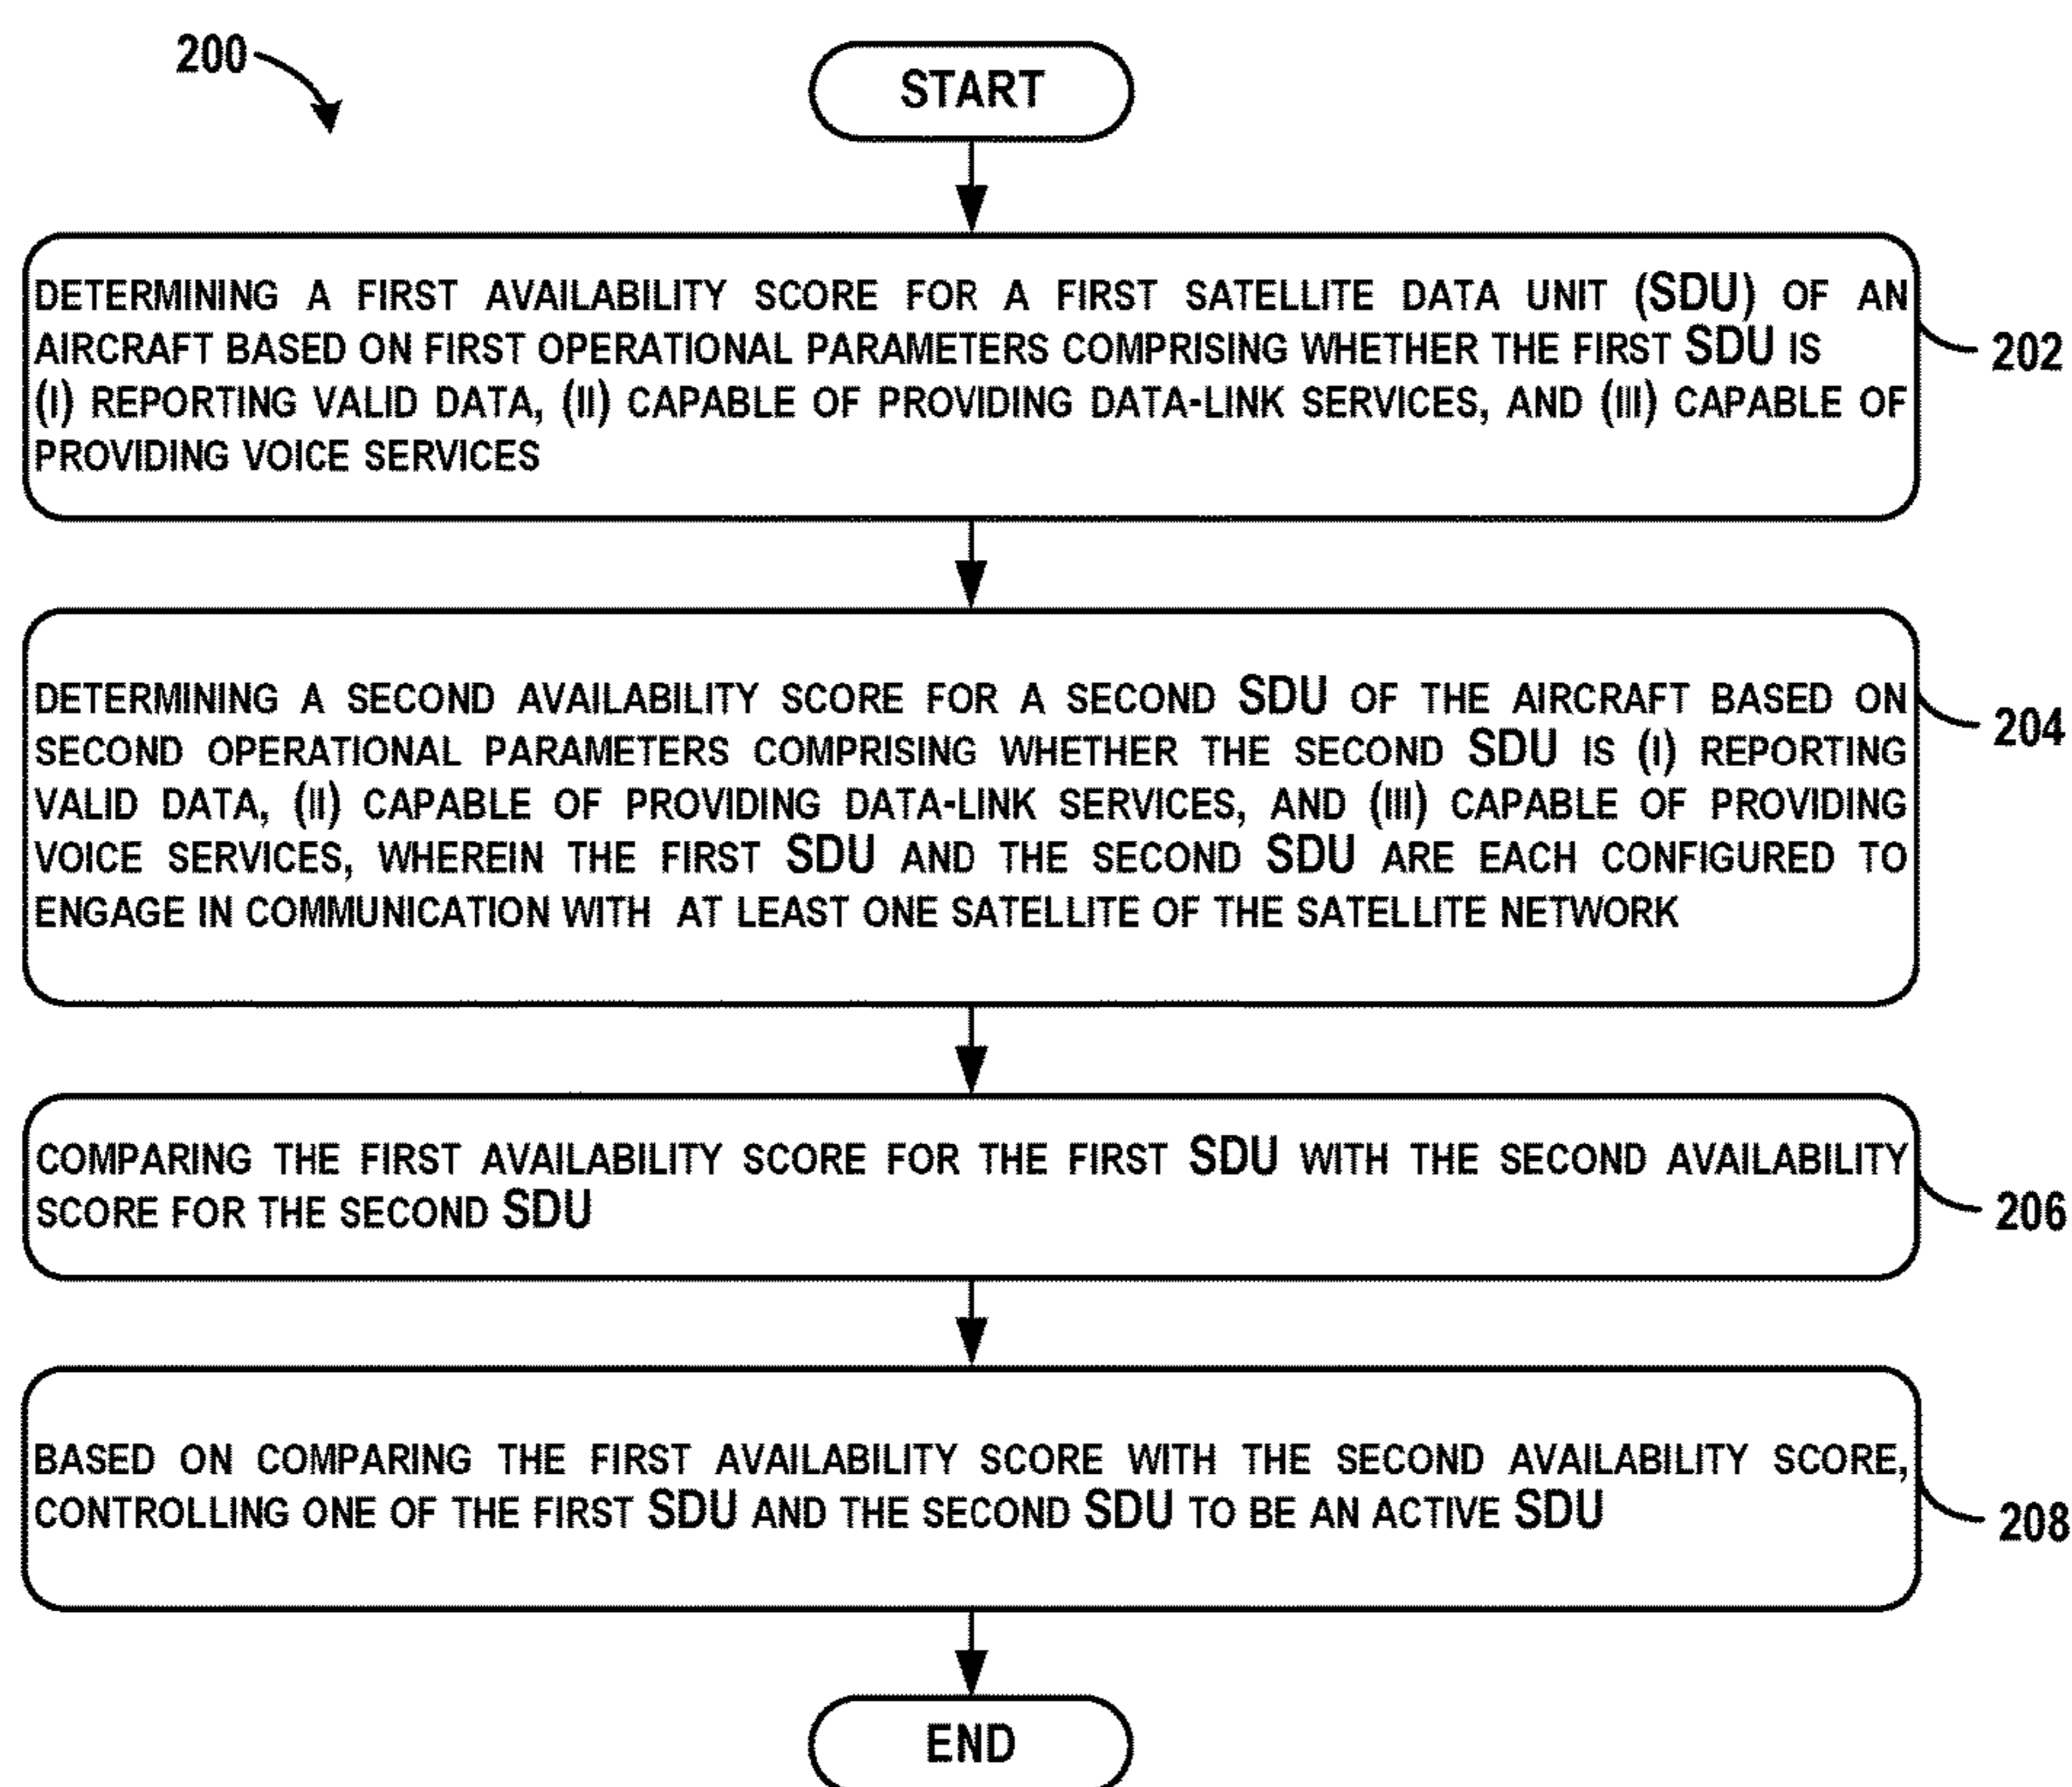 200
START
DETERMINING A FIRST AVAILABILITY SCORE FOR A FIRST SATELLITE DATA UNIT (SDU) OF AN
AIRCRAFT BASED ON FIRST OPERATIONAL PARAMETERS COMPRISING WHETHER THE FIRST SDU IS
(I) REPORTING VALID DATA, (II) CAPABLE OF PROVIDING DATA-LINK SERVICES, AND (III) CAPABLE OF
PROVIDING VOICE SERVICES
202
DETERMINING A SECOND AVAILABILITY SCORE FOR A SECOND SDU OF THE AIRCRAFT BASED ON
SECOND OPERATIONAL PARAMETERS COMPRISING WHETHER THE SECOND SDU IS (I) REPORTING
VALID DATA, (II) CAPABLE OF PROVIDING DATA-LINK SERVICES, AND (III) CAPABLE OF PROVIDING
VOICE SERVICES, WHEREIN THE FIRST SDU AND THE SECOND SDU ARE EACH CONFIGURED TO
ENGAGE IN COMMUNICATION WITH AT LEAST ONE SATELLITE OF THE SATELLITE NETWORK
204
COMPARING THE FIRST AVAILABILITY SCORE FOR THE FIRST SDU WITH THE SECOND AVAILABILITY
SCORE FOR THE SECOND SDU
206
BASED ON COMPARING THE FIRST AVAILABILITY SCORE WITH THE SECOND AVAILABILITY SCORE,
CONTROLLING ONE OF THE FIRST SDU AND THE SECOND SDU TO BE AN ACTIVE SDU
208
END